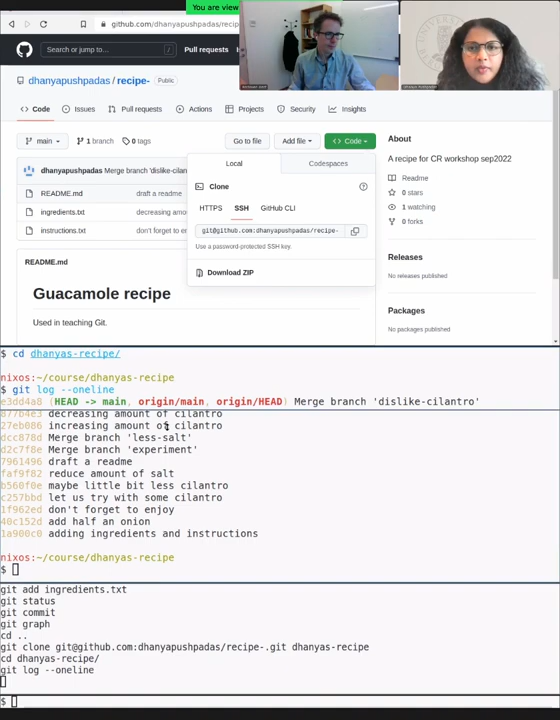 You are view
github.com/dhanyapushpadas/recip
Search or jump to...
/
Pull requests
Is
dhanyapushpadas / recipe-
Public
Code
Issues
Pull requests
Actions
Projects
Security
Insights
main
1 branch
0 tags
Go to file
Add file
Code
dhanyapushpadas Merge branch 'dislike-cilan
README.md
draft a readme
ingredients.txt
decreasing amo
instructions.txt
don't forget to en
Local
Codespaces
Clone
HTTPS
SSH
GitHub CLI
git@github.com:dhanyapushpadas/recipe-
Use a password-protected SSH key.
Download ZIP
README.md
Guacamole recipe
Used in teaching Git.
About
A recipe for CR workshop sep2022
Readme
0 stars
1 watching
0 forks
Releases
No releases published
Packages
No packages published
$ cd dhanyas-recipe/
nixos:~/course/dhanyas-recipe
$ git log --oneline
e3dd4a8 (HEAD -> main, origin/main, origin/HEAD) Merge branch 'dislike-cilantro'
877b4e3 decreasing amount of cilantro
27eb086 increasing amount of cilantro
dcc878d Merge branch 'less-salt'
d2c7f8e Merge branch 'experiment'
7961496 draft a readme
faf9f82 reduce amount of salt
b560f0e maybe little bit less cilantro
c257bbd let us try with some cilantro
1f962ed don't forget to enjoy
40c152d add half an onion
1a900c0 adding ingredients and instructions
nixos:~/course/dhanyas-recipe
$
git add ingredients.txt
git status
git commit
git graph
cd ..
git clone git@github.com:dhanyapushpadas/recipe-.git dhanyas-recipe
cd dhanyas-recipe/
git log --oneline
$